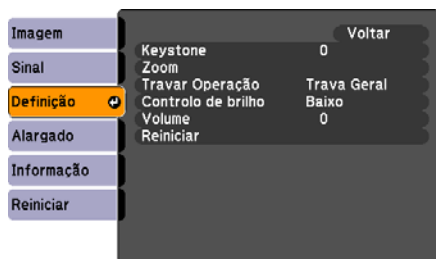 Imagem
Sinal
Definição
Alargado
Informação
Reiniciar
Voltar
Keystone 0
Zoom
Travar Operação Trava Geral
Controlo de brilho Baixo
Volume 0
Reiniciar